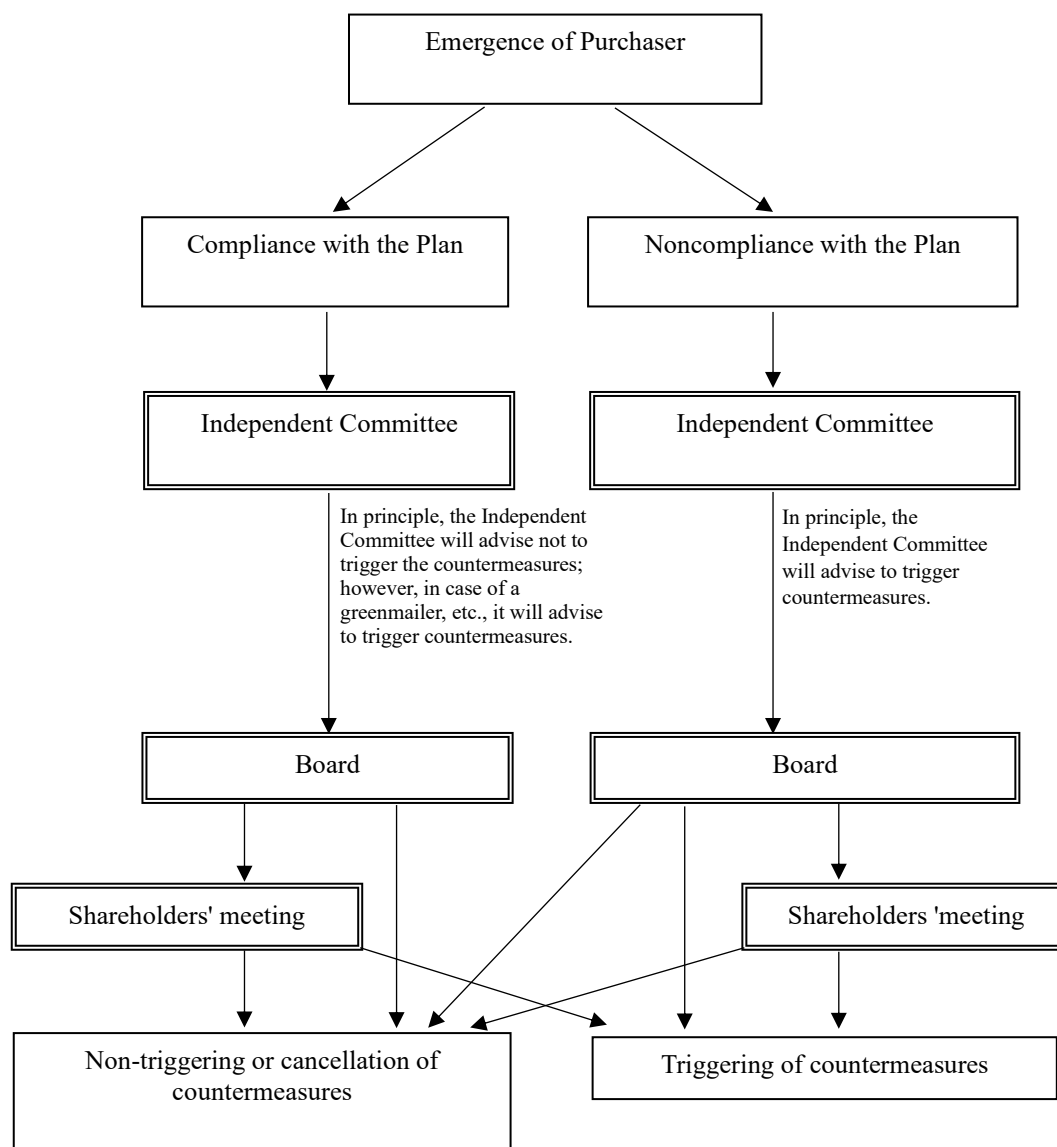 Emergence of Purchaser
Compliance with the Plan
Noncompliance with the Plan
Independent Committee
Independent Committee
In principle, the Independent
Committee will advise not to
trigger the countermeasures;
however, in case of a
greenmailer, etc., it will advise
to trigger countermeasures.
In principle, the
Independent Committee
will advise to trigger
countermeasures.
Board
Board
Shareholders' meeting
Shareholders 'meeting
Non-triggering or cancellation of
countermeasures
Triggering of countermeasures